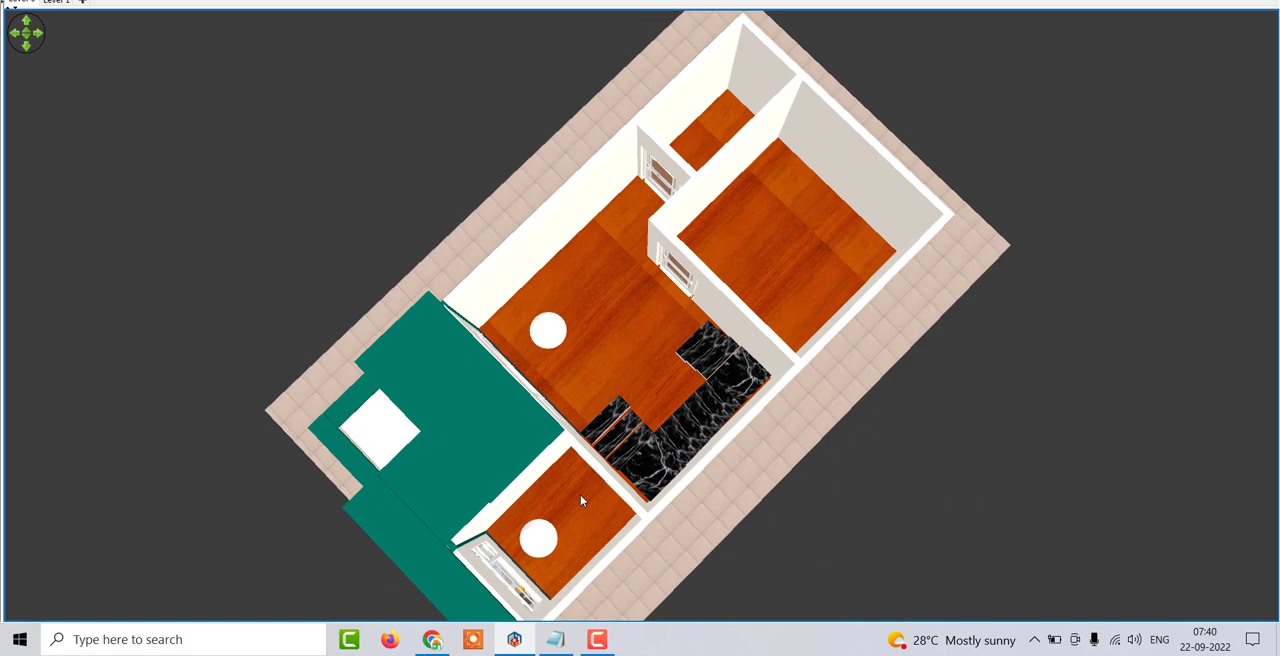 Type here to search
28°C Mostly sunny
ENG
07:40
22-09-2022